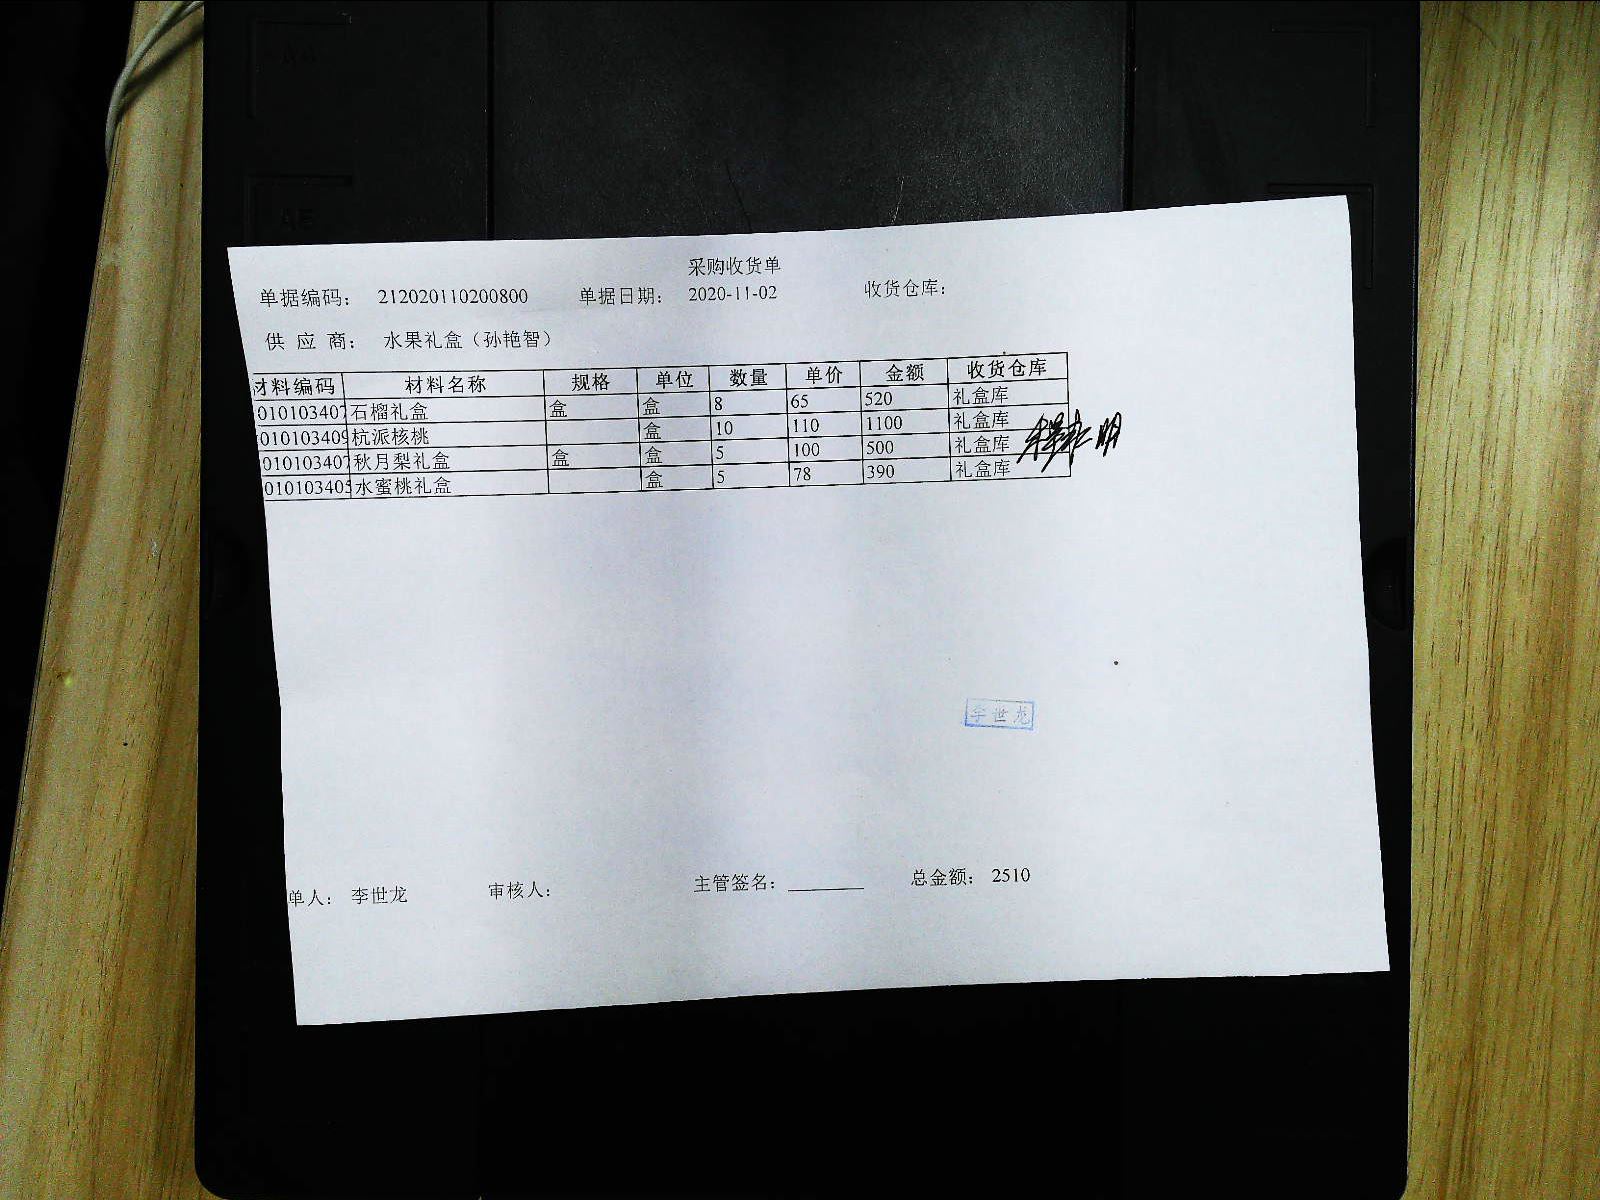 采购收货单
单据编码： 212020110200800 单据日期： 2020-11-02 收货仓库：
供 应 商： 水果礼盒（孙艳智）
材料编码 材料名称 规格 单位 数量 单价 金额 收货仓库
010103407 石榴礼盒 盒 盒 8 65 520 礼盒库
010103409 杭派核桃 盒 10 110 1100 礼盒库
010103407 秋月梨礼盒 盒 盒 5 100 500 礼盒库
010103405 水蜜桃礼盒 盒 5 78 390 礼盒库
李世龙
单人： 李世龙 审核人： 主管签名： 总金额： 2510